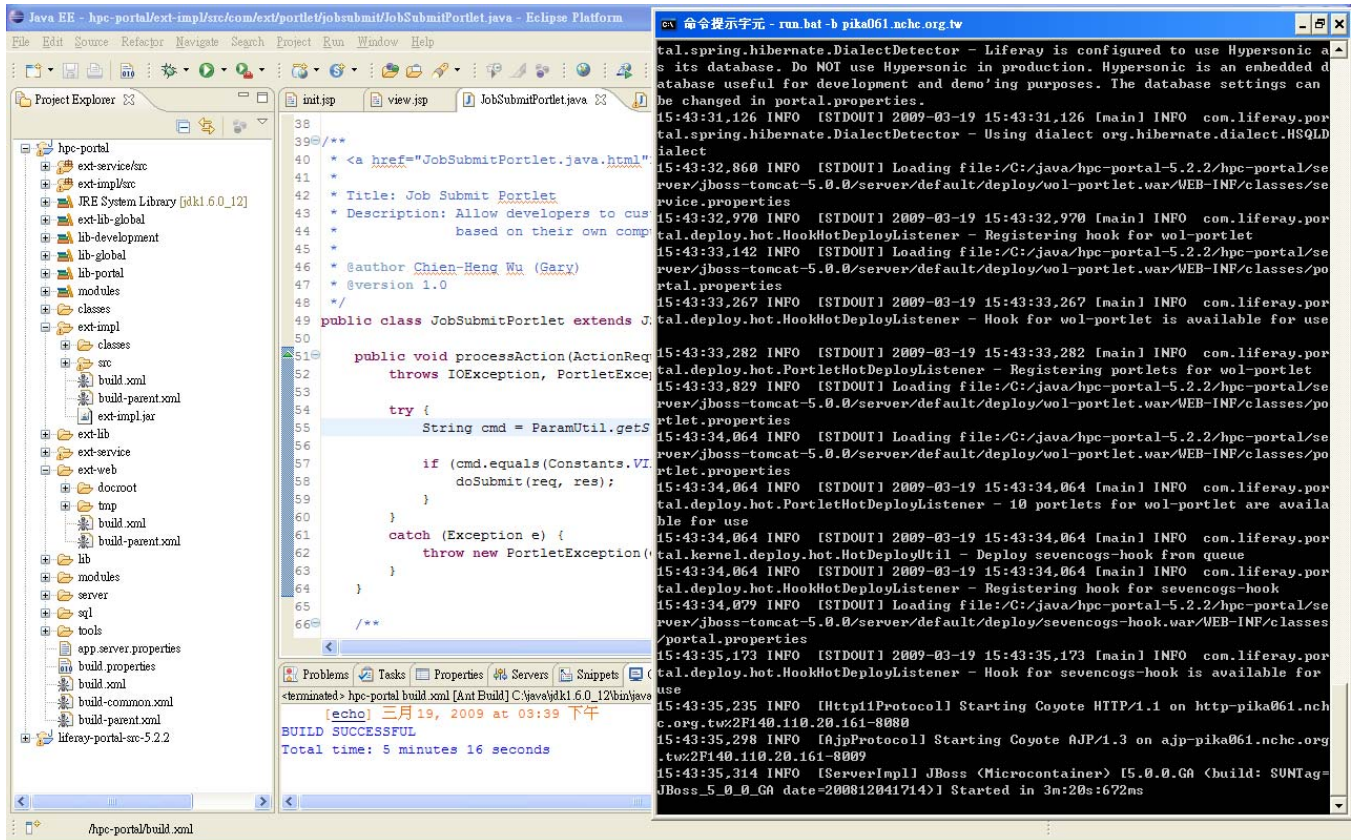 Java EE - hpc-portal/ext-impl/src/com/ext/portlet/jobsubmit/JobSubmitPortlet.java - Eclipse Platform
File Edit Source Refactor Navigate Search Project Run Window Help
Project Explorer
hpc-portal
ext-service/src
ext-impl/src
JRE System Library [jdk1.6.0_12]
ext-lib-global
lib-development
lib-global
lib-portal
modules
classes
ext-impl
classes
src
build.xml
build-parent.xml
ext-impl.jar
ext-lib
ext-service
ext-web
docroot
tmp
build.xml
build-parent.xml
lib
modules
server
sql
tools
app.server.properties
build.properties
build.xml
build-common.xml
build-parent.xml
liferay-portal-src-5.2.2
/hpc-portal/build.xml
init.jsp view.jsp JobSubmitPortlet.java
38
39 /**
40 * <a href="JobSubmitPortlet.java.html"
41 *
42 * Title: Job Submit Portlet
43 * Description: Allow developers to cus
44 * based on their own comp
45 *
46 * @author Chien-Heng Wu (Gary)
47 * @version 1.0
48 */
49 public class JobSubmitPortlet extends J
50
51 public void processAction(ActionReq
52 throws IOException, PortletExce
53
54 try {
55 String cmd = ParamUtil.getS
56
57 if (cmd.equals(Constants.VI
58 doSubmit(req, res);
59 }
60 }
61 catch (Exception e) {
62 throw new PortletException(
63 }
64 }
65
66 /**
Problems Tasks Properties Servers Snippets
<terminated> hpc-portal build.xml [Ant Build] C:\java\jdk1.6.0_12\bin\java
[echo] 三月 19, 2009 at 03:39 下午
BUILD SUCCESSFUL
Total time: 5 minutes 16 seconds
命令提示字元 - run.bat -b pika061.nchc.org.tw
tal.spring.hibernate.DialectDetector - Liferay is configured to use Hypersonic a
s its database. Do NOT use Hypersonic in production. Hypersonic is an embedded d
atabase useful for development and demo'ing purposes. The database settings can
be changed in portal.properties.
15:43:31,126 INFO [STDOUT] 2009-03-19 15:43:31,126 [main] INFO com.liferay.por
tal.spring.hibernate.DialectDetector - Using dialect org.hibernate.dialect.HSQLD
ialect
15:43:32,860 INFO [STDOUT] Loading file:/C:/java/hpc-portal-5.2.2/hpc-portal/se
rver/jboss-tomcat-5.0.0/server/default/deploy/wol-portlet.war/WEB-INF/classes/se
rvice.properties
15:43:32,970 INFO [STDOUT] 2009-03-19 15:43:32,970 [main] INFO com.liferay.por
tal.deploy.hot.HookHotDeployListener - Registering hook for wol-portlet
15:43:33,142 INFO [STDOUT] Loading file:/C:/java/hpc-portal-5.2.2/hpc-portal/se
rver/jboss-tomcat-5.0.0/server/default/deploy/wol-portlet.war/WEB-INF/classes/po
rtal.properties
15:43:33,267 INFO [STDOUT] 2009-03-19 15:43:33,267 [main] INFO com.liferay.por
tal.deploy.hot.HookHotDeployListener - Hook for wol-portlet is available for use
15:43:33,282 INFO [STDOUT] 2009-03-19 15:43:33,282 [main] INFO com.liferay.por
tal.deploy.hot.PortletHotDeployListener - Registering portlets for wol-portlet
15:43:33,829 INFO [STDOUT] Loading file:/C:/java/hpc-portal-5.2.2/hpc-portal/se
rver/jboss-tomcat-5.0.0/server/default/deploy/wol-portlet.war/WEB-INF/classes/po
rtlet.properties
15:43:34,064 INFO [STDOUT] Loading file:/C:/java/hpc-portal-5.2.2/hpc-portal/se
rver/jboss-tomcat-5.0.0/server/default/deploy/wol-portlet.war/WEB-INF/classes/po
rtlet.properties
15:43:34,064 INFO [STDOUT] 2009-03-19 15:43:34,064 [main] INFO com.liferay.por
tal.deploy.hot.PortletHotDeployListener - 10 portlets for wol-portlet are availa
ble for use
15:43:34,064 INFO [STDOUT] 2009-03-19 15:43:34,064 [main] INFO com.liferay.por
tal.kernel.deploy.hot.HotDeployUtil - Deploy sevencogs-hook from queue
15:43:34,064 INFO [STDOUT] 2009-03-19 15:43:34,064 [main] INFO com.liferay.por
tal.deploy.hot.HookHotDeployListener - Registering hook for sevencogs-hook
15:43:34,079 INFO [STDOUT] Loading file:/C:/java/hpc-portal-5.2.2/hpc-portal/se
rver/jboss-tomcat-5.0.0/server/default/deploy/sevencogs-hook.war/WEB-INF/classes
/portal.properties
15:43:35,173 INFO [STDOUT] 2009-03-19 15:43:35,173 [main] INFO com.liferay.por
tal.deploy.hot.HookHotDeployListener - Hook for sevencogs-hook is available for
use
15:43:35,235 INFO [Http11Protocol] Starting Coyote HTTP/1.1 on http-pika061.nch
c.org.tw%2F140.110.20.161-8080
15:43:35,298 INFO [AjpProtocol] Starting Coyote AJP/1.3 on ajp-pika061.nchc.org
.tw%2F140.110.20.161-8009
15:43:35,314 INFO [ServerImpl] JBoss (Microcontainer) [5.0.0.GA (build: SVNTag=
JBoss_5_0_0_GA date=200812041714)] Started in 3m:20s:672ms